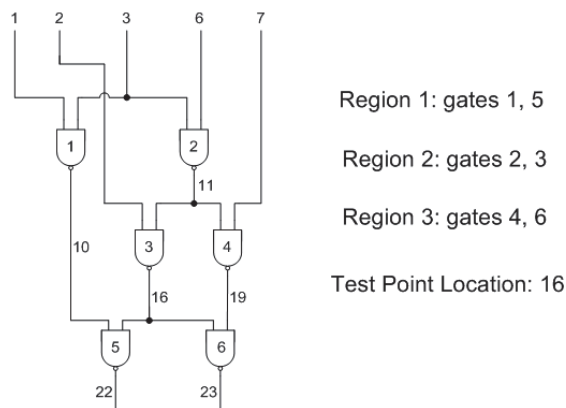 1 2 3 6 7
Region 1: gates 1, 5
1 2
Region 2: gates 2, 3
11
Region 3: gates 4, 6
10 3 4
16 19
Test Point Location: 16
5 6
22 23